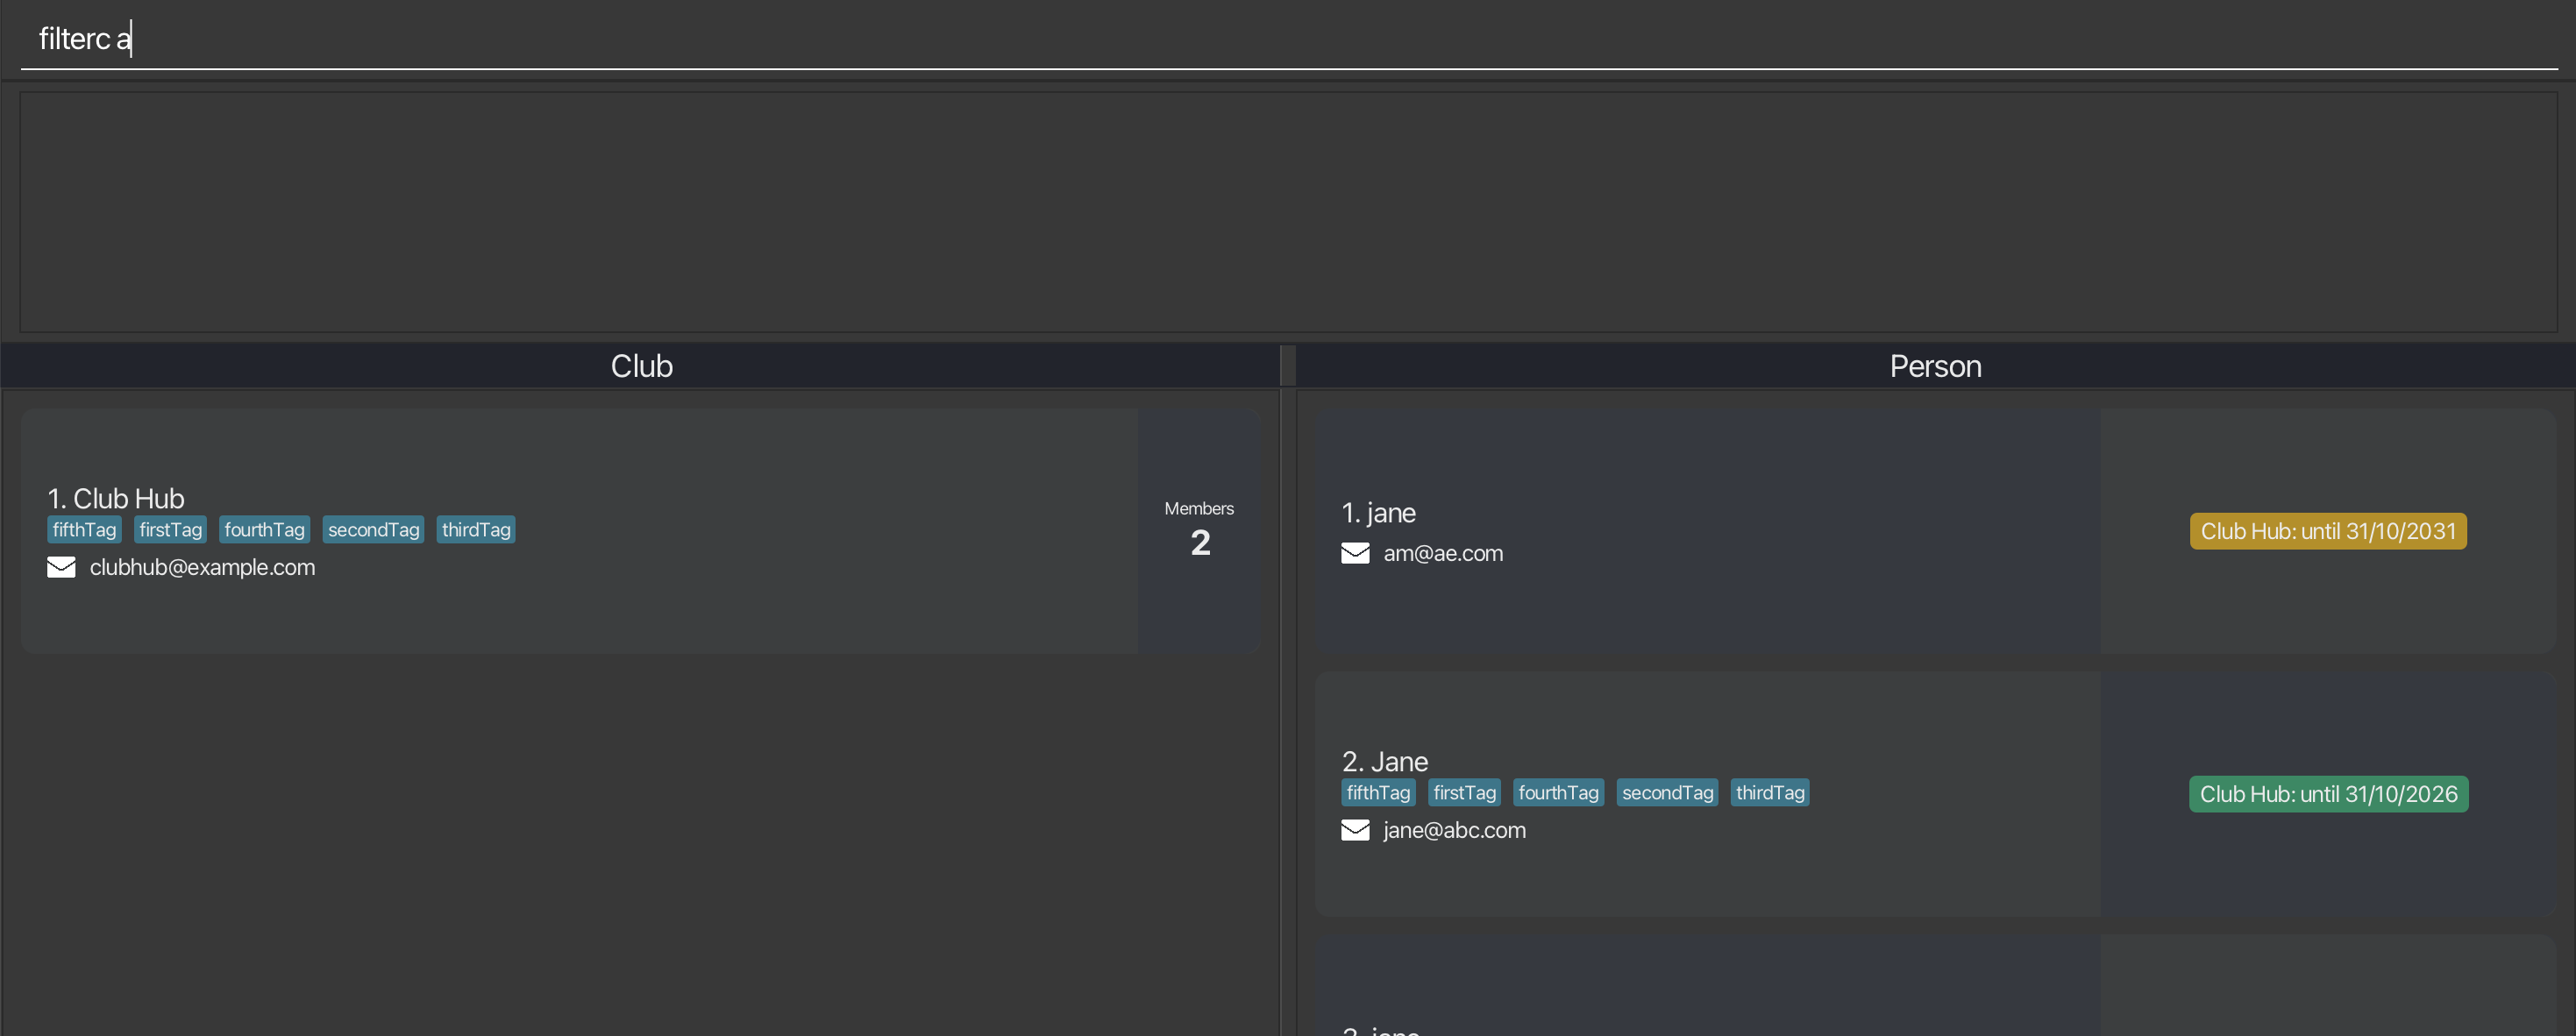 filterc a
Club
Person
1. Club Hub
fifthTag firstTag fourthTag secondTag thirdTag
clubhub@example.com
Members
2
1. jane
am@ae.com
Club Hub: until 31/10/2031
2. Jane
fifthTag firstTag fourthTag secondTag thirdTag
jane@abc.com
Club Hub: until 31/10/2026